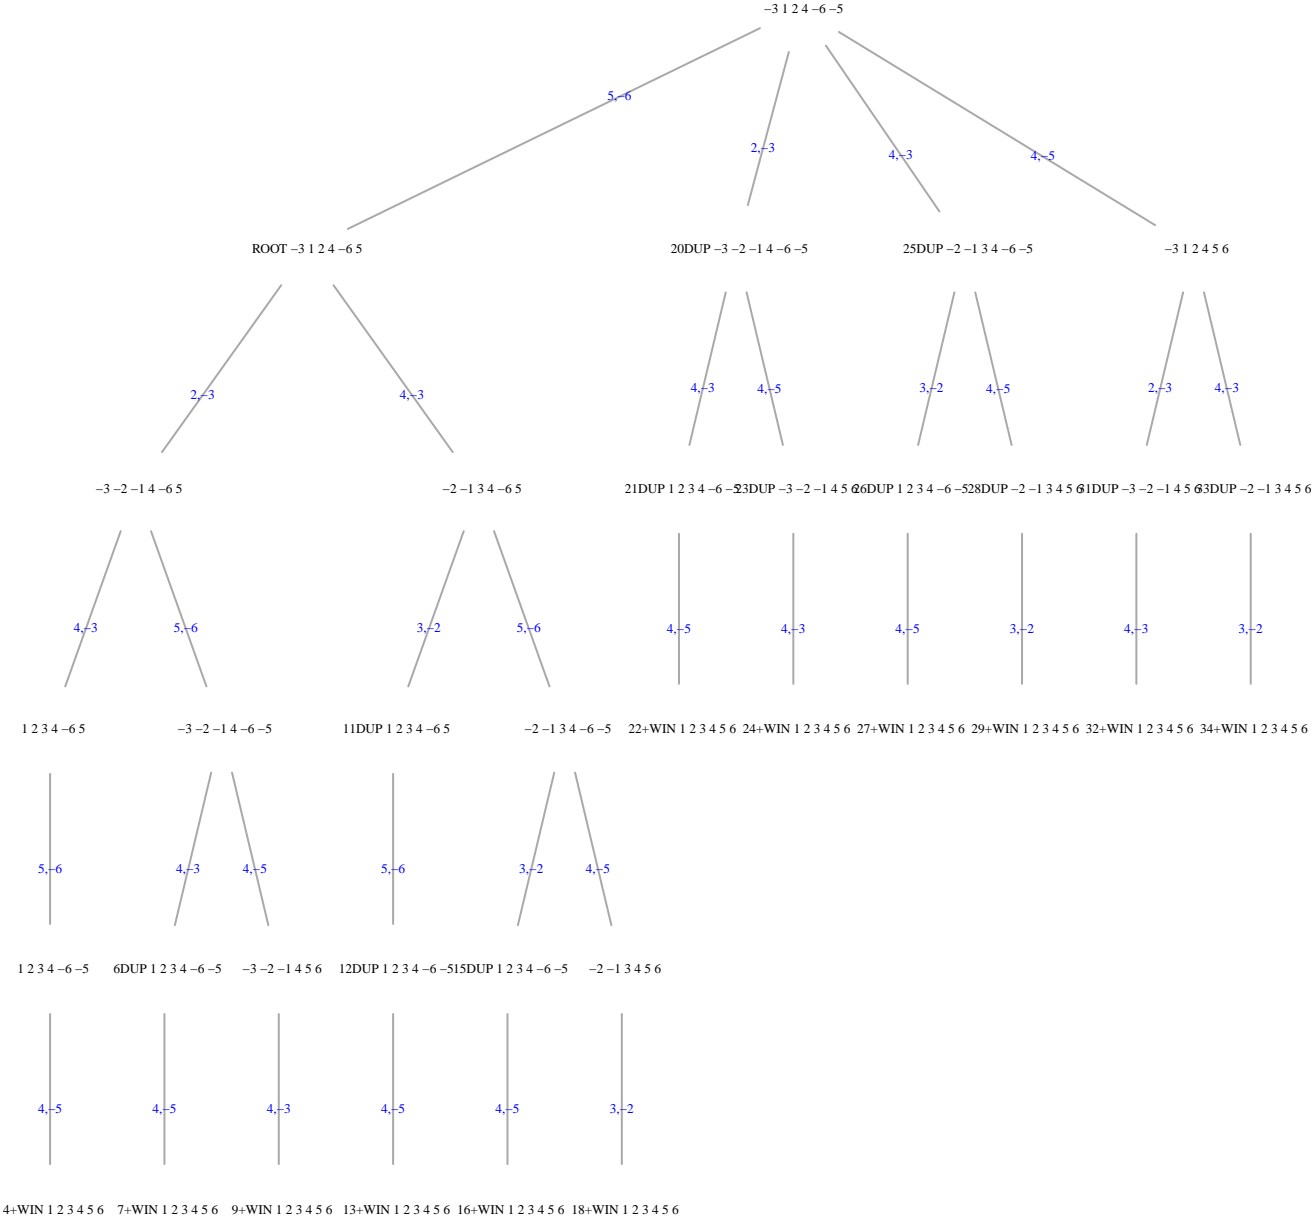 −3 1 2 4 −6 −5
5,−6
2,−3
4,−3
4,−5
ROOT −3 1 2 4 −6 5
20DUP −3 −2 −1 4 −6 −5
25DUP −2 −1 3 4 −6 −5
−3 1 2 4 5 6
2,−3
4,−3
4,−3
4,−5
3,−2
4,−5
2,−3
4,−3
−3 −2 −1 4 −6 5
−2 −1 3 4 −6 5
21DUP 1 2 3 4 −6 −5
23DUP −3 −2 −1 4 5 6
26DUP 1 2 3 4 −6 −5
28DUP −2 −1 3 4 5 6
31DUP −3 −2 −1 4 5 6
33DUP −2 −1 3 4 5 6
4,−3
5,−6
3,−2
5,−6
4,−5
4,−3
4,−5
3,−2
4,−3
3,−2
1 2 3 4 −6 5
−3 −2 −1 4 −6 −5
11DUP 1 2 3 4 −6 5
−2 −1 3 4 −6 −5
22+WIN 1 2 3 4 5 6
24+WIN 1 2 3 4 5 6
27+WIN 1 2 3 4 5 6
29+WIN 1 2 3 4 5 6
32+WIN 1 2 3 4 5 6
34+WIN 1 2 3 4 5 6
5,−6
4,−3
4,−5
5,−6
3,−2
4,−5
1 2 3 4 −6 −5
6DUP 1 2 3 4 −6 −5
−3 −2 −1 4 5 6
12DUP 1 2 3 4 −6 −5
15DUP 1 2 3 4 −6 −5
−2 −1 3 4 5 6
4,−5
4,−5
4,−3
4,−5
4,−5
3,−2
4+WIN 1 2 3 4 5 6
7+WIN 1 2 3 4 5 6
9+WIN 1 2 3 4 5 6
13+WIN 1 2 3 4 5 6
16+WIN 1 2 3 4 5 6
18+WIN 1 2 3 4 5 6